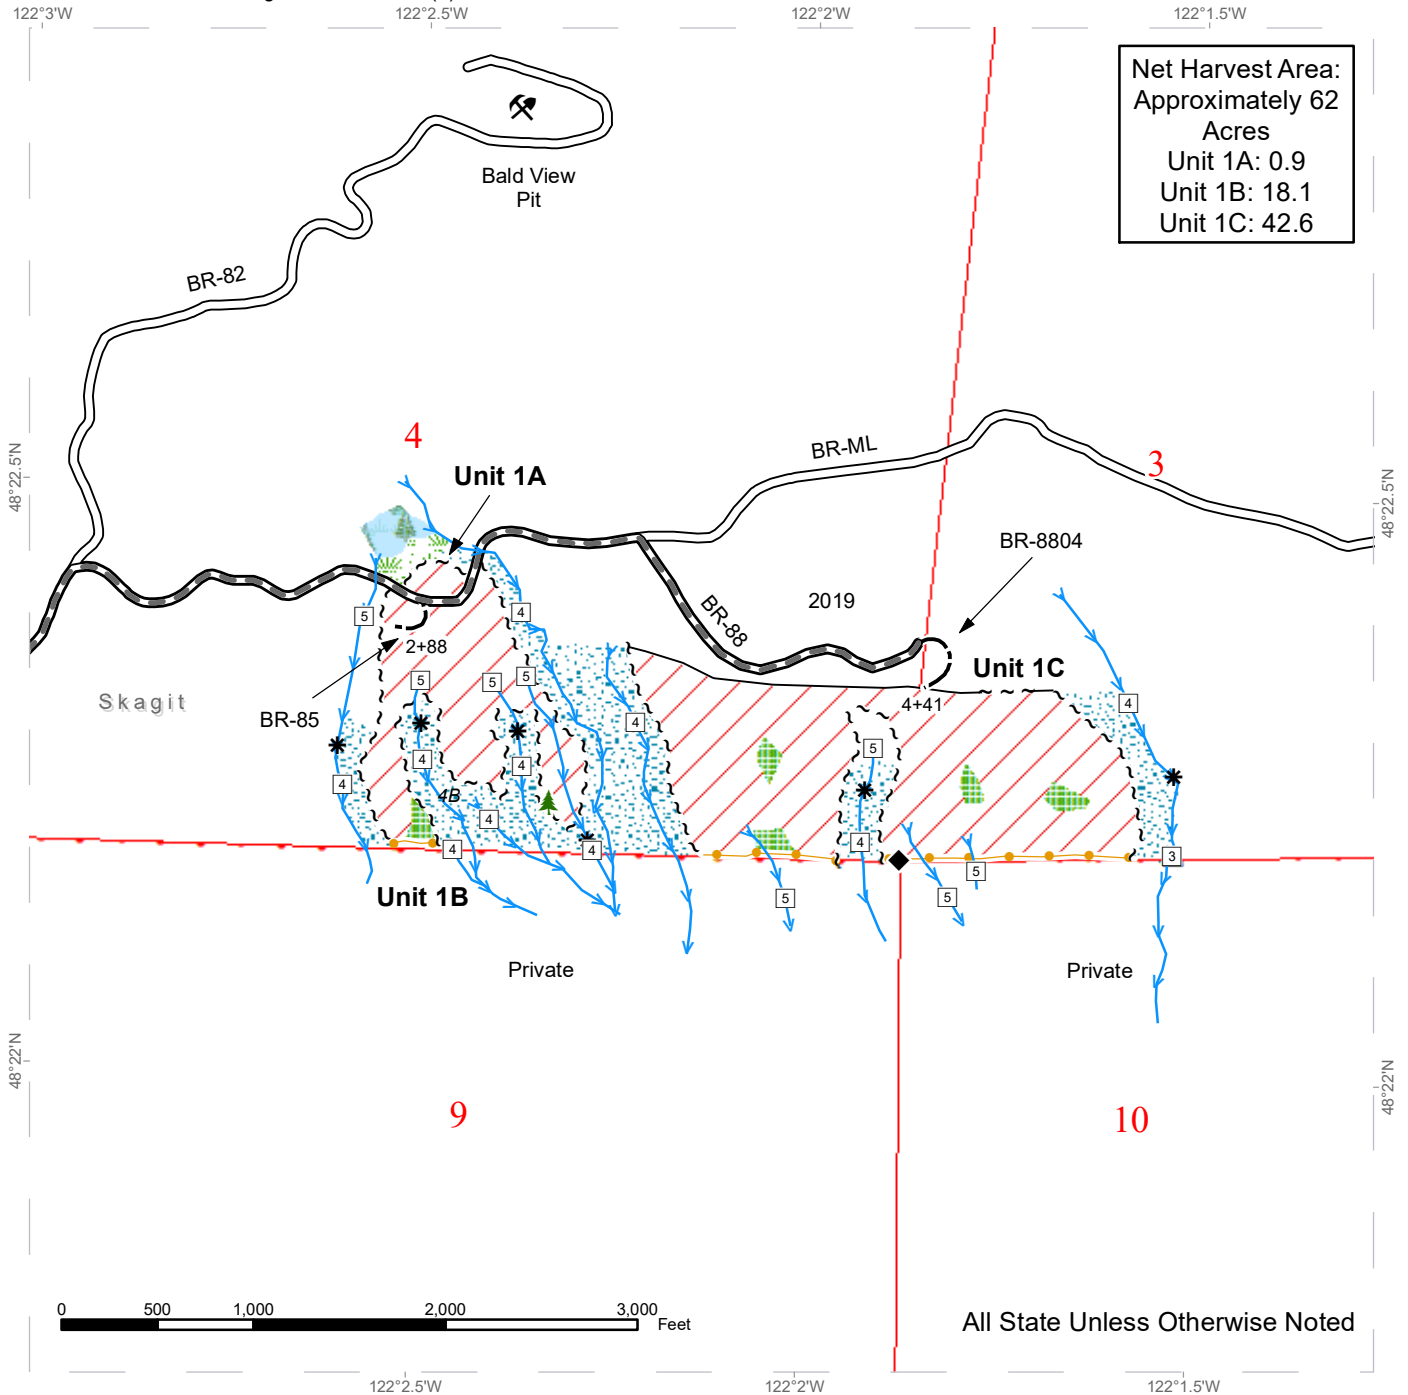 122°3'W
122°2.5'W
122°2'W
122°1.5'W
Net Harvest Area:
Approximately 62
Acres
Unit 1A: 0.9
Unit 1B: 18.1
Unit 1C: 42.6
Bald View
Pit
BR-82
4
BR-ML
3
48°22.5'N
48°22.5'N
Unit 1A
BR-8804
2019
BR-88
5
4
2+88
Unit 1C
5
5
5
Skagit
4
4+41
BR-85
4
5
4
4
4
4B
4
4
4
4
3
5
5
5
Unit 1B
Private
Private
48°22'N
48°22'N
9
10
0
500
1,000
2,000
3,000
Feet
All State Unless Otherwise Noted
122°2.5'W
122°2'W
122°1.5'W